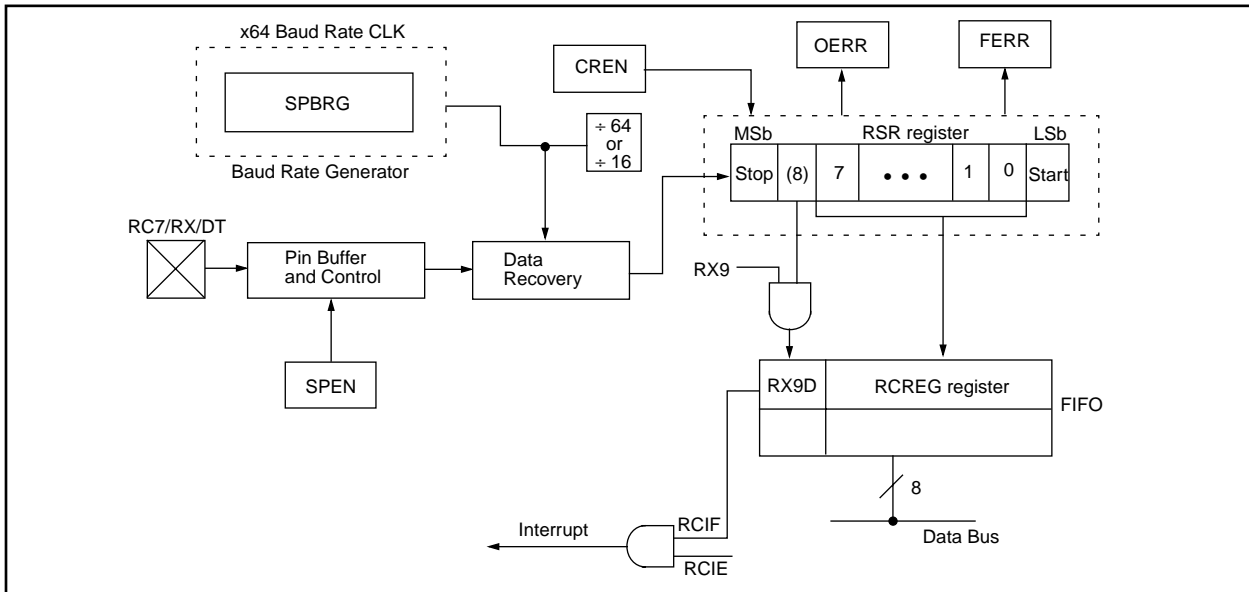 x64 Baud Rate CLK
SPBRG
Baud Rate Generator
CREN
OERR
FERR
÷ 64
or
÷ 16
MSb
RSR register
LSb
Stop
(8)
7
• • •
1
0
Start
RC7/RX/DT
Pin Buffer
and Control
Data
Recovery
SPEN
RX9
RX9D
RCREG register
FIFO
8
Data Bus
Interrupt
RCIF
RCIE